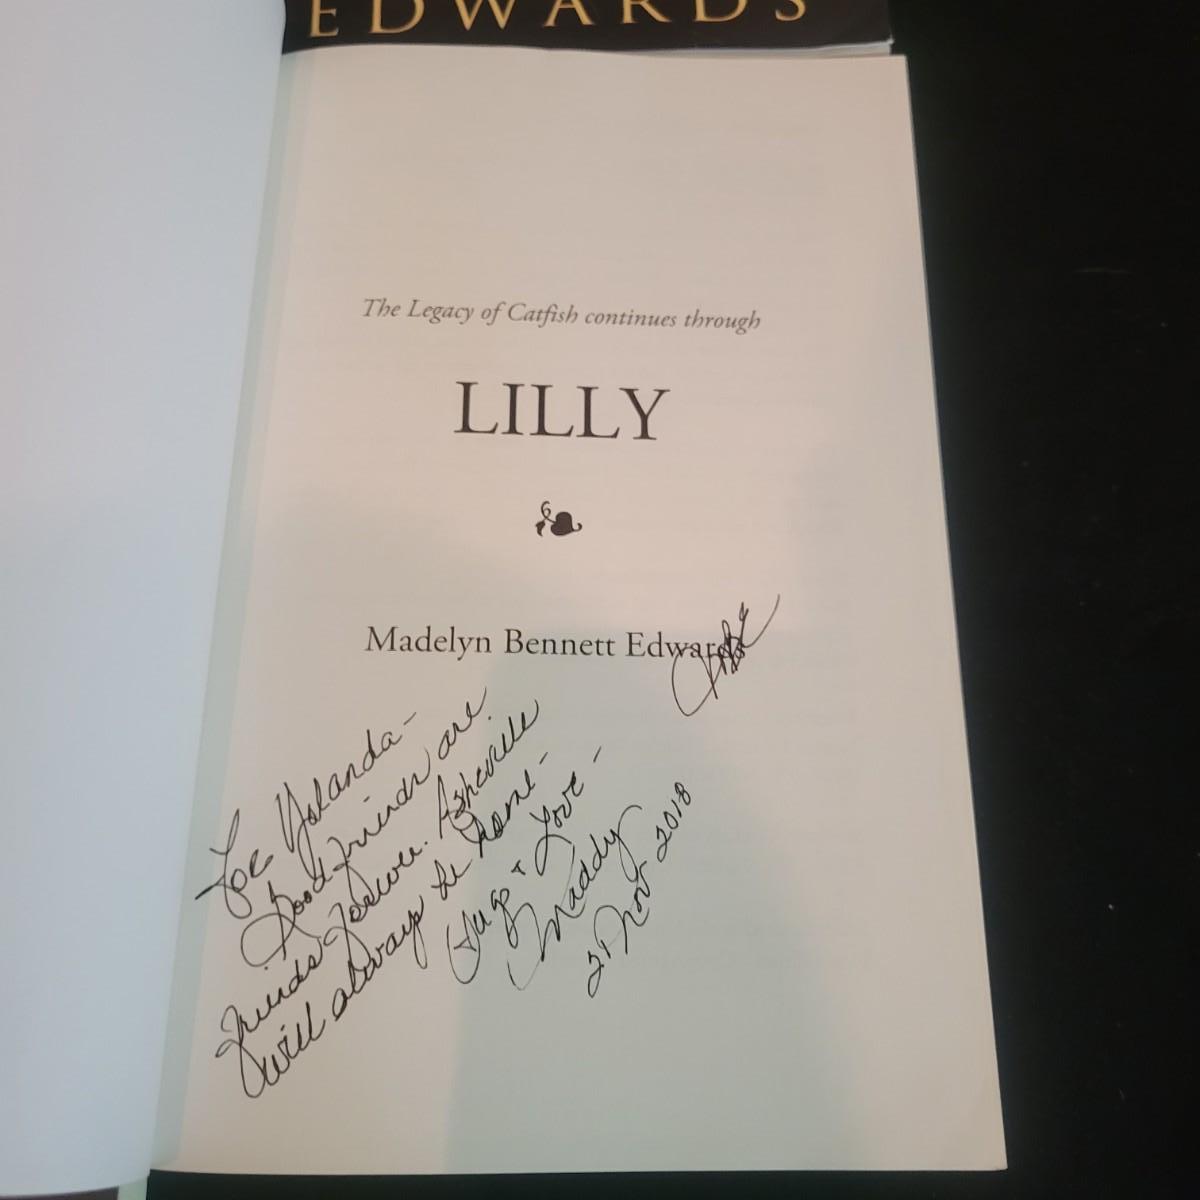 EDWARDS
The Legacy of Catfish continues through
LILLY
Madelyn Bennett Edwards
For Yolanda-
Good friends are
friends forever. Asheville
will always be home-
Hugs + Love -
Maddy
21 Nov 2018